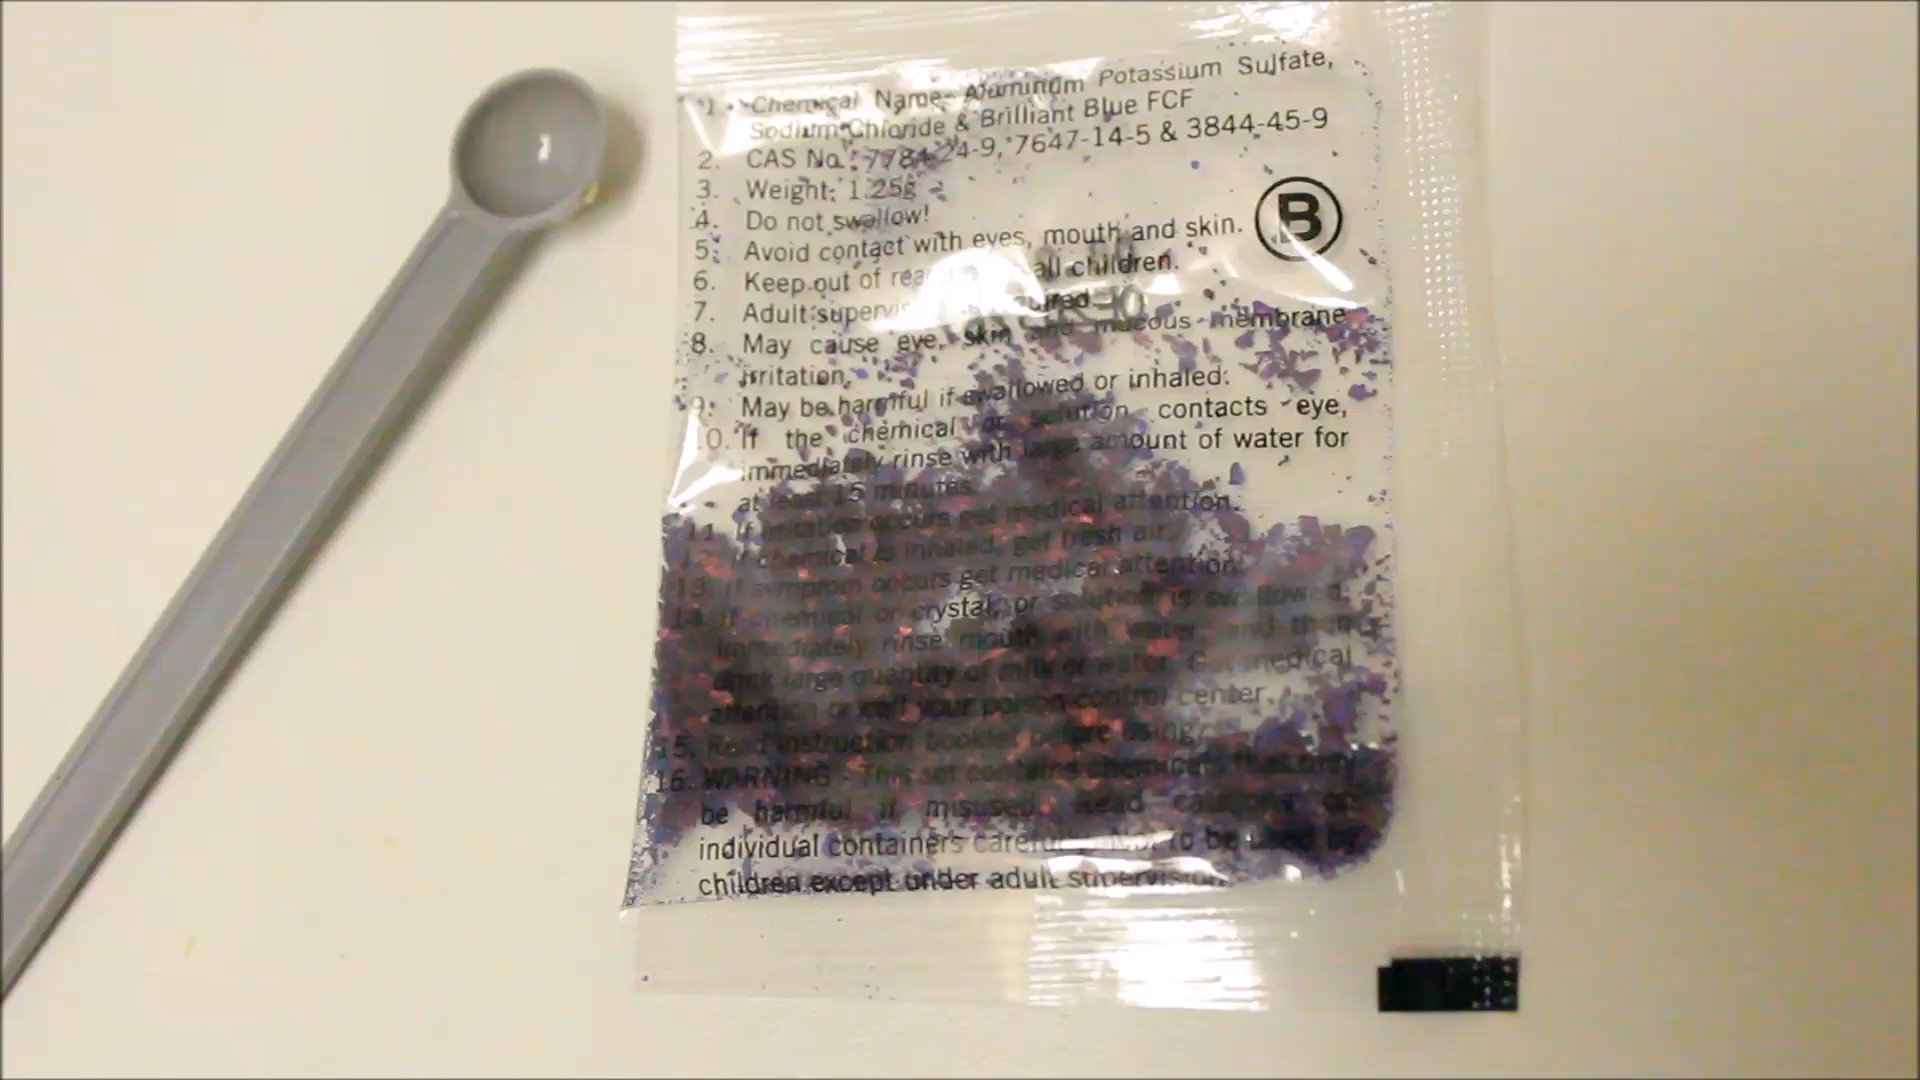 1. Chemical Name- Aluminum Potassium Sulfate,
Sodium Chloride & Brilliant Blue FCF
2. CAS No.: 7784-24-9, 7647-14-5 & 3844-45-9
3. Weight: 1.25g
4. Do not swallow!
5. Avoid contact with eyes, mouth and skin.
B
6. Keep out of all children.
7. Adult
8. May cause eye, skin and mucous membrane
irritation.
9. May be harmful if swallowed or inhaled.
10. If the chemical or solution contacts eye,
immediately rinse with large amount of water for
at least 15 minutes.
11. If irritation occurs get medical attention.
12. If chemical is inhaled, get fresh air.
13. If symptom occurs get medical attention.
14. If chemical or crystal, or solution is swallowed,
immediately rinse mouth with water and then
drink large quantity of milk or water. Get medical
attention or call your poison control center.
15. Read instruction booklet before using.
16. WARNING - This set contains chemicals that may
be harmful if misused. Read cautions on
individual containers Not to be used by
children except under adult supervision.